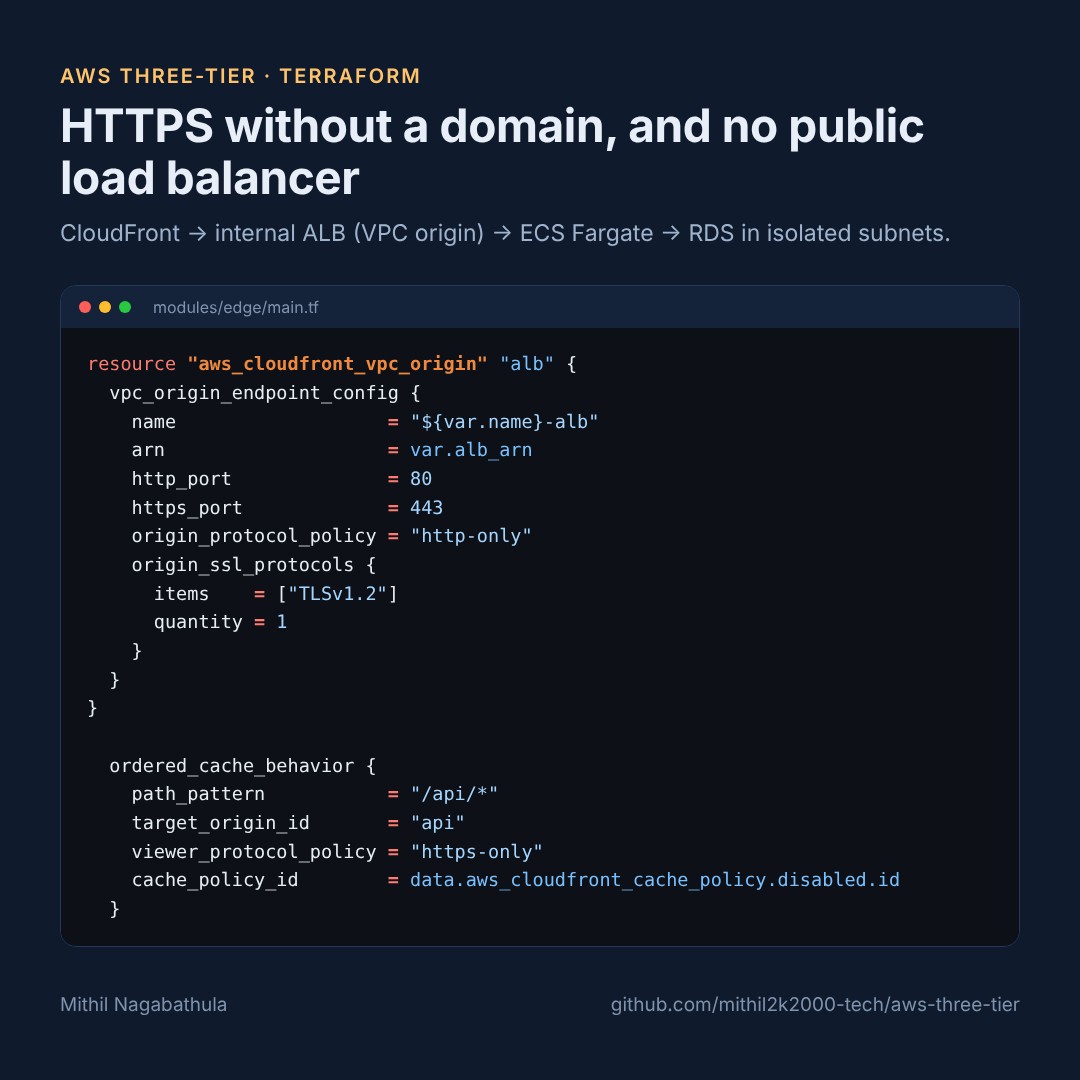 AWS THREE-TIER · TERRAFORM
HTTPS without a domain, and no public
load balancer
CloudFront → internal ALB (VPC origin) → ECS Fargate → RDS in isolated subnets.
modules/edge/main.tf
resource "aws_cloudfront_vpc_origin" "alb" {
  vpc_origin_endpoint_config {
    name                   = "${var.name}-alb"
    arn                    = var.alb_arn
    http_port              = 80
    https_port             = 443
    origin_protocol_policy = "http-only"
    origin_ssl_protocols {
      items    = ["TLSv1.2"]
      quantity = 1
    }
  }
}

  ordered_cache_behavior {
    path_pattern           = "/api/*"
    target_origin_id       = "api"
    viewer_protocol_policy = "https-only"
    cache_policy_id        = data.aws_cloudfront_cache_policy.disabled.id
  }
Mithil Nagabathula
github.com/mithil2k2000-tech/aws-three-tier